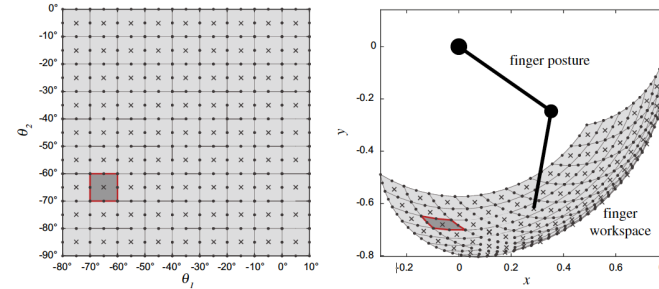 0°
-10°
-20°
-30°
-40°
-50°
-60°
-70°
-80°
-90°
θ₂
-80° -70° -60° -50° -40° -30° -20° -10° 0° 10°
θ₁
0
-0.2
-0.4
-0.6
-0.8
y
finger posture
finger
workspace
-0.2 0 0.2 0.4 0.6
x